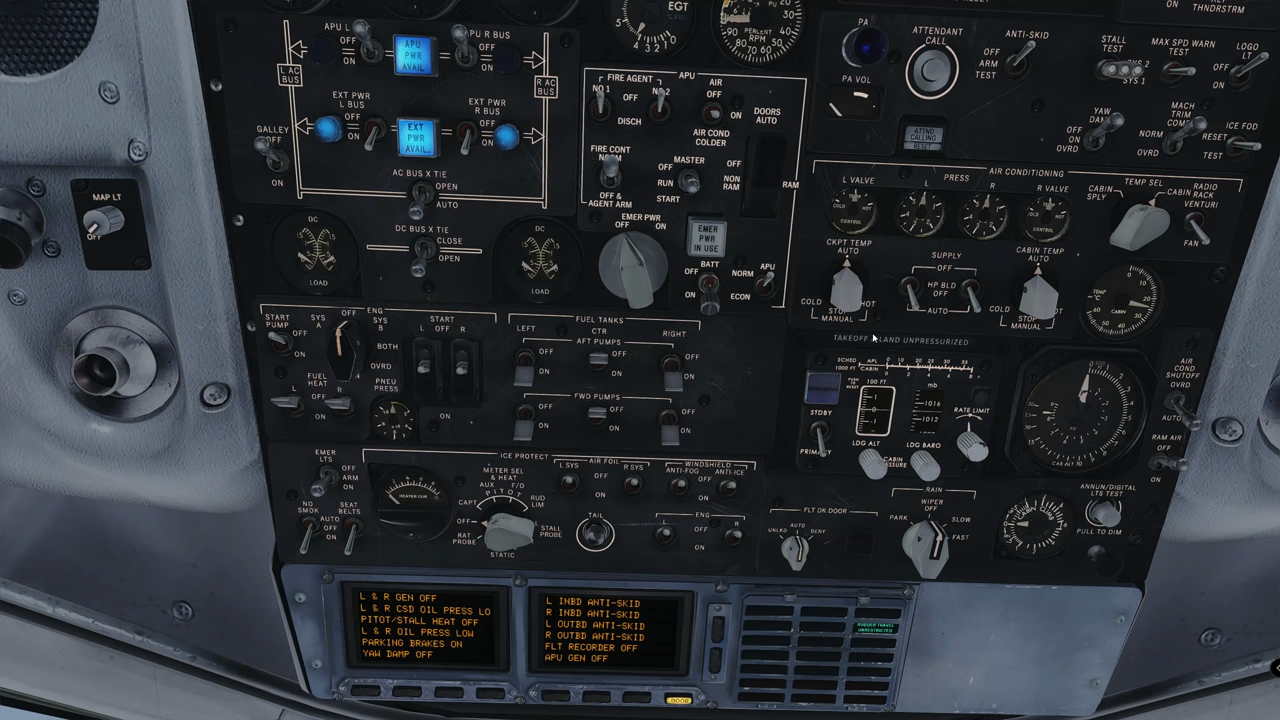 ON
THNDRSTRM
APU L
OFF
APU
PWR
AVAIL
APU R BUS
OFF
L AC
BUS
R AC
BUS
EXT PWR
L BUS
OFF
EXT
PWR
AVAIL
EXT PWR
R BUS
OFF
GALLEY
OFF
ON
AC BUS X TIE
OPEN
AUTO
DC BUS X TIE
CLOSE
OPEN
DC
LOAD
DC
LOAD
EGT
PERCENT
RPM
APU
FIRE AGENT
NO 1
OFF
NO 2
DISCH
AIR
OFF
ON
AIR COND
COLDER
DOORS
AUTO
OFF
NON
RAM
RAM
FIRE CONT
NORM
OFF &
AGENT ARM
MASTER
OFF
RUN
START
EMER PWR
OFF
ON
EMER
PWR
IN USE
BATT
OFF
ON
APU
NORM
ECON
PA
PA VOL
ATTENDANT
CALL
ATTND
CALLING
RESET
ANTI-SKID
OFF
ARM
TEST
STALL
TEST
SYS 2
SYS 1
MAX SPD WARN
TEST
LOGO
LT
OFF
ON
YAW
DAMP
ON
OFF
OVRD
MACH
TRIM
COMP
NORM
OVRD
ICE FOD
RESET
TEST
AIR CONDITIONING
L VALVE
COLD
HOT
CONTROL
PRESS
L
R
R VALVE
COLD
HOT
CONTROL
TEMP SEL
CABIN
SPLY
CABIN
RADIO
RACK
VENTURI
FAN
CKPT TEMP
AUTO
COLD
HOT
STOP
MANUAL
SUPPLY
OFF
HP BLD
OFF
AUTO
CABIN TEMP
AUTO
COLD
HOT
STOP
MANUAL
TEMP
°C
CABIN
MAP LT
OFF
ENG
START
PUMP
OFF
ON
SYS
A
OFF
SYS
B
BOTH
OVRD
L
OFF
R
ON
FUEL
HEAT
L
OFF
R
ON
PNEU
PRESS
FUEL TANKS
LEFT
CTR
RIGHT
AFT PUMPS
OFF
ON
OFF
ON
OFF
ON
FWD PUMPS
OFF
ON
OFF
ON
OFF
ON
TAKEOFF & LAND UNPRESSURIZED
SCHED
1000 FT
APL
CABIN
100 FT
mb
1016
1012
STDBY
PRIMARY
LDG ALT
LDG BARO
CABIN
PRESSURE
RATE LIMIT
CAB ALT
AIR
COND
SHUTOFF
OVRD
AUTO
RAM AIR
OFF
ON
ICE PROTECT
EMER
LTS
OFF
ARM
ON
NO
SMOK
AUTO
OFF
ON
SEAT
BELTS
HEATER CUR
METER SEL
& HEAT
AUX
F/O
PITOT
CAPT
OFF
RAT
PROBE
STATIC
RUD
LIM
STALL
PROBE
AIR FOIL
L SYS
OFF
ON
R SYS
WINDSHIELD
ANTI-FOG
OFF
ON
ANTI-ICE
TAIL
ENG
L
OFF
ON
R
FLT DK DOOR
UNLKD
AUTO
DENY
RAIN
WIPER
OFF
PARK
SLOW
FAST
ANNUN/DIGITAL
LTS TEST
PULL TO DIM
L & R GEN OFF
L & R CSD OIL PRESS LO
PITOT/STALL HEAT OFF
L & R OIL PRESS LOW
PARKING BRAKES ON
YAW DAMP OFF
L INBD ANTI-SKID
R INBD ANTI-SKID
L OUTBD ANTI-SKID
R OUTBD ANTI-SKID
FLT RECORDER OFF
APU GEN OFF
DOOR
RUDDER TRAVEL
UNRESTRICTED